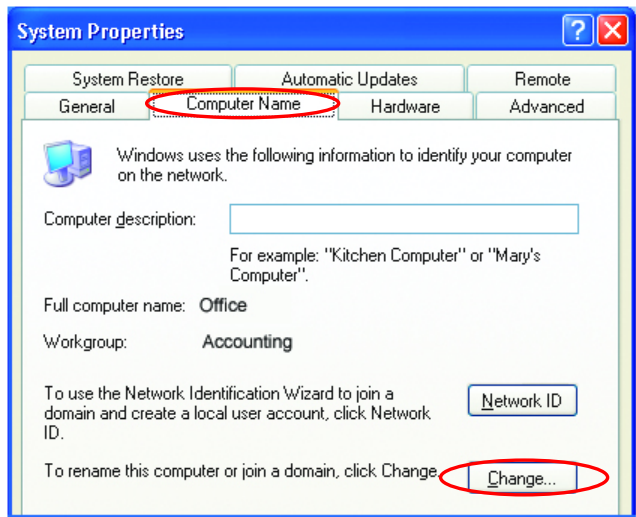 System Properties
System Restore Automatic Updates Remote
General Computer Name Hardware Advanced
Windows uses the following information to identify your computer
on the network.
Computer description:
For example: "Kitchen Computer" or "Mary's
Computer".
Full computer name: Office
Workgroup: Accounting
To use the Network Identification Wizard to join a
domain and create a local user account, click Network
ID.
Network ID
To rename this computer or join a domain, click Change.
Change...